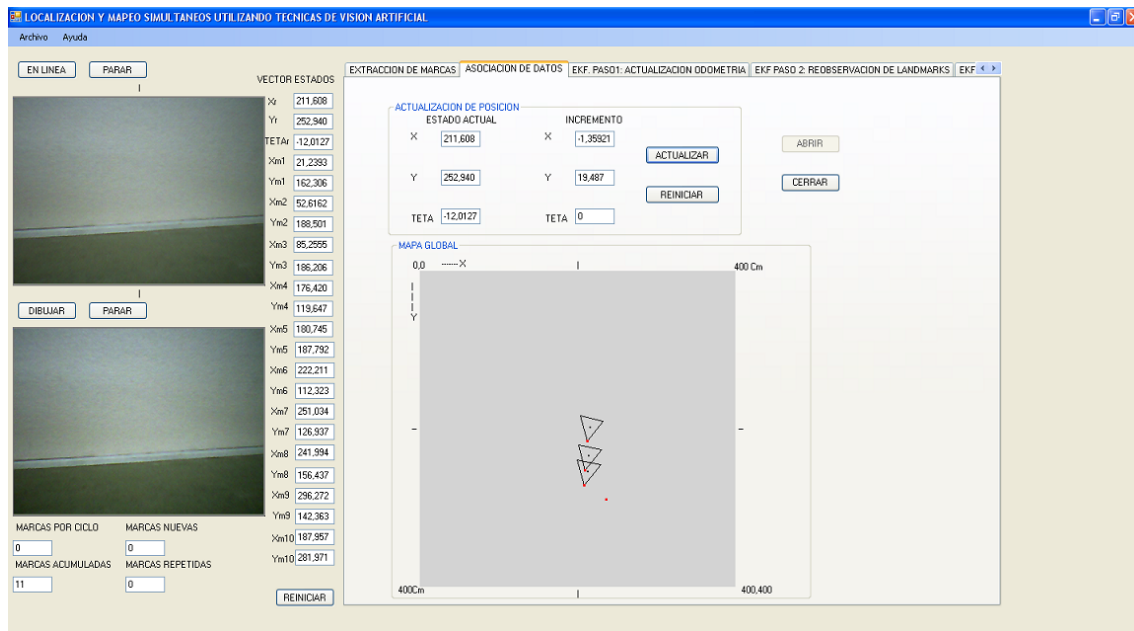 LOCALIZACION Y MAPEO SIMULTANEOS UTILIZANDO TECNICAS DE VISION ARTIFICIAL
Archivo Ayuda
EN LINEA PARAR
VECTOR ESTADOS
Xr 211,608
Yr 252,940
TETAr -12,0127
Xm1 21,2393
Ym1 162,306
Xm2 52,6162
Ym2 188,501
Xm3 85,2555
Ym3 186,206
Xm4 176,420
Ym4 119,647
Xm5 180,745
Ym5 187,792
Xm6 222,211
Ym6 112,323
Xm7 251,034
Ym7 126,937
Xm8 241,994
Ym8 156,437
Xm9 296,272
Ym9 142,363
Xm10 187,957
Ym10 281,971
REINICIAR
DIBUJAR PARAR
MARCAS POR CICLO MARCAS NUEVAS
0 0
MARCAS ACUMULADAS MARCAS REPETIDAS
11 0
EXTRACCION DE MARCAS ASOCIACION DE DATOS EKF. PASO1: ACTUALIZACION ODOMETRIA EKF PASO 2: REOBSERVACION DE LANDMARKS EKF
ACTUALIZACION DE POSICION
ESTADO ACTUAL INCREMENTO
X 211,608 X -1,35921
ACTUALIZAR
Y 252,940 Y 19,487
REINICIAR
TETA -12,0127 TETA 0
ABRIR
CERRAR
MAPA GLOBAL
0,0 ------X 400 Cm
Y
400Cm 400,400